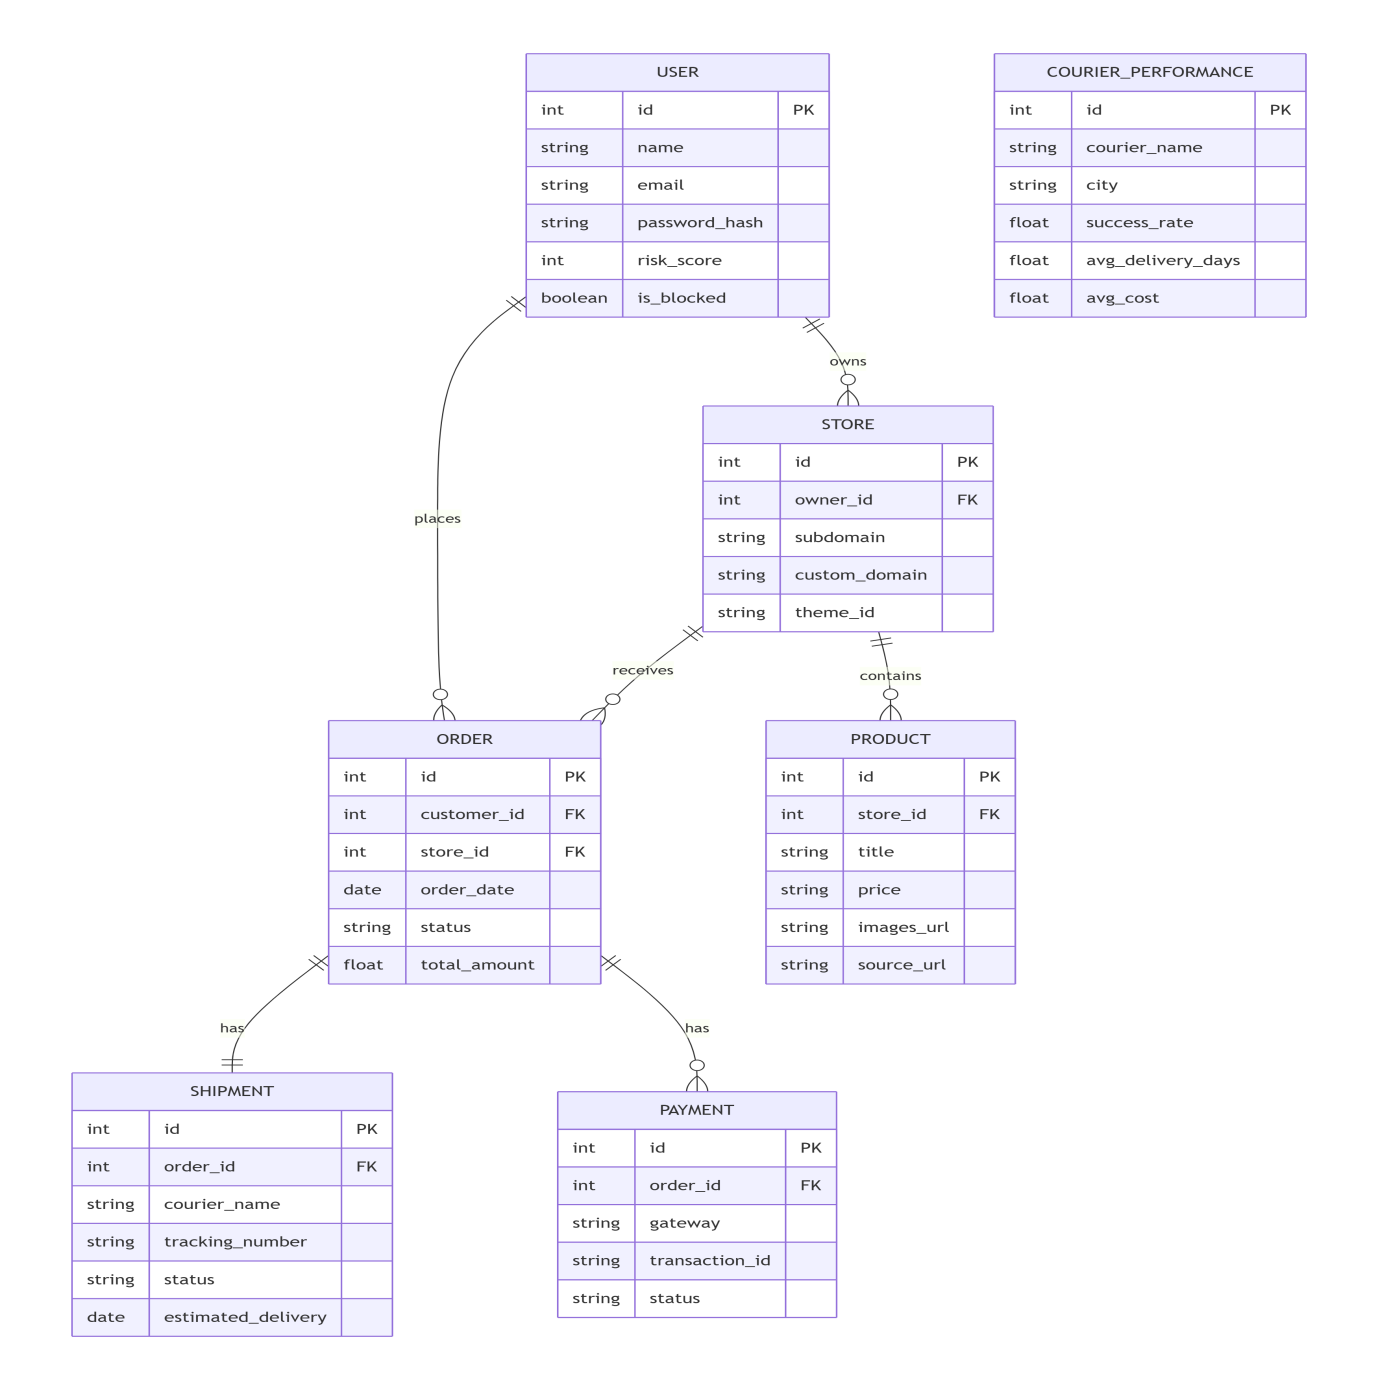 USER
int id PK
string name
string email
string password_hash
int risk_score
boolean is_blocked
COURIER_PERFORMANCE
int id PK
string courier_name
string city
float success_rate
float avg_delivery_days
float avg_cost
owns
STORE
int id PK
int owner_id FK
string subdomain
string custom_domain
string theme_id
places
receives
contains
ORDER
int id PK
int customer_id FK
int store_id FK
date order_date
string status
float total_amount
PRODUCT
int id PK
int store_id FK
string title
string price
string images_url
string source_url
has
has
SHIPMENT
int id PK
int order_id FK
string courier_name
string tracking_number
string status
date estimated_delivery
PAYMENT
int id PK
int order_id FK
string gateway
string transaction_id
string status